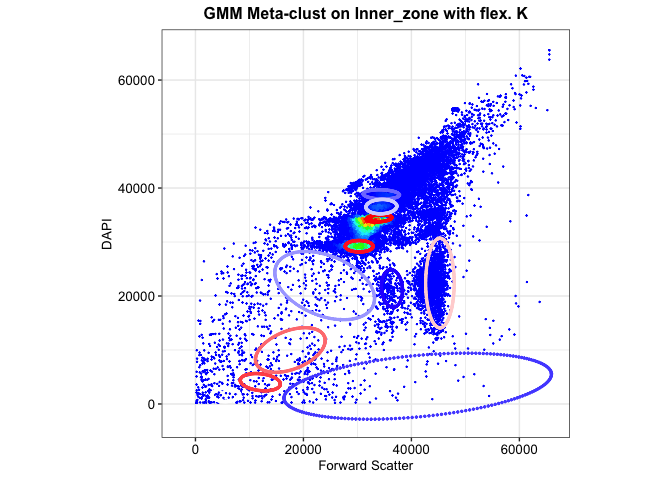 GMM Meta-clust on Inner_zone with flex. K
60000
40000
20000
0
DAPI
0 20000 40000 60000
Forward Scatter